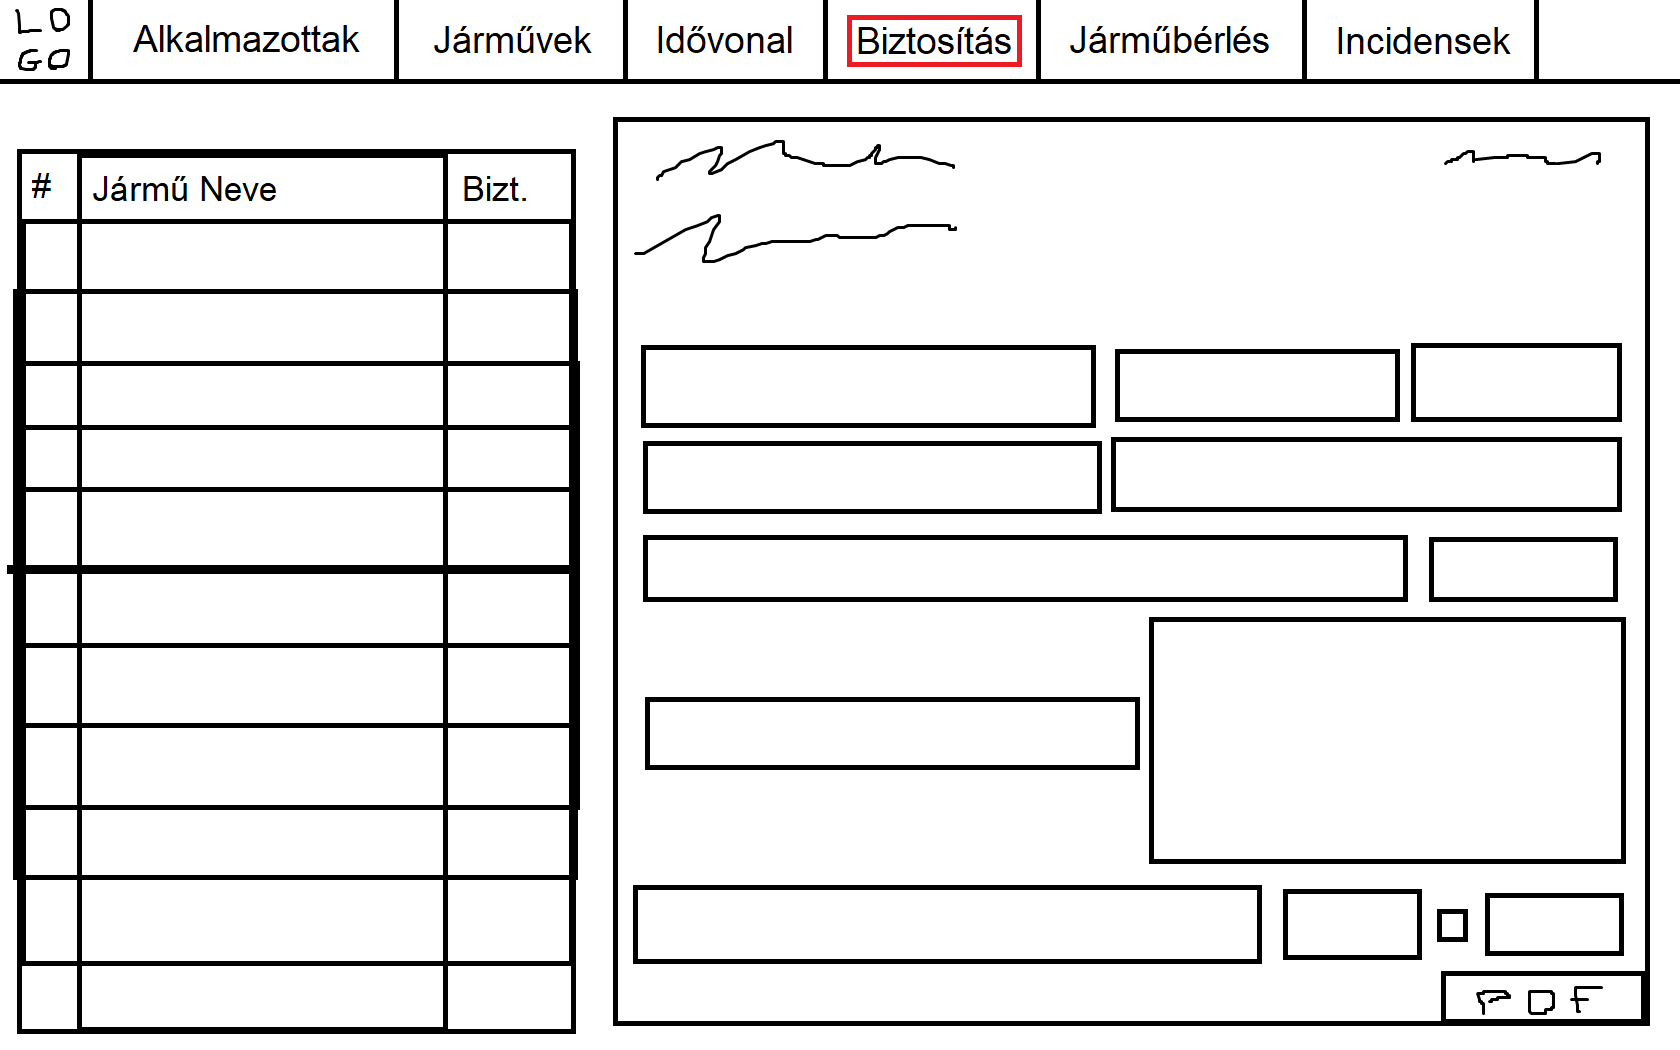 LO
GO
Alkalmazottak
Járművek
Idővonal
Biztosítás
Járműbérlés
Incidensek
# Jármű Neve Bizt.
PDF